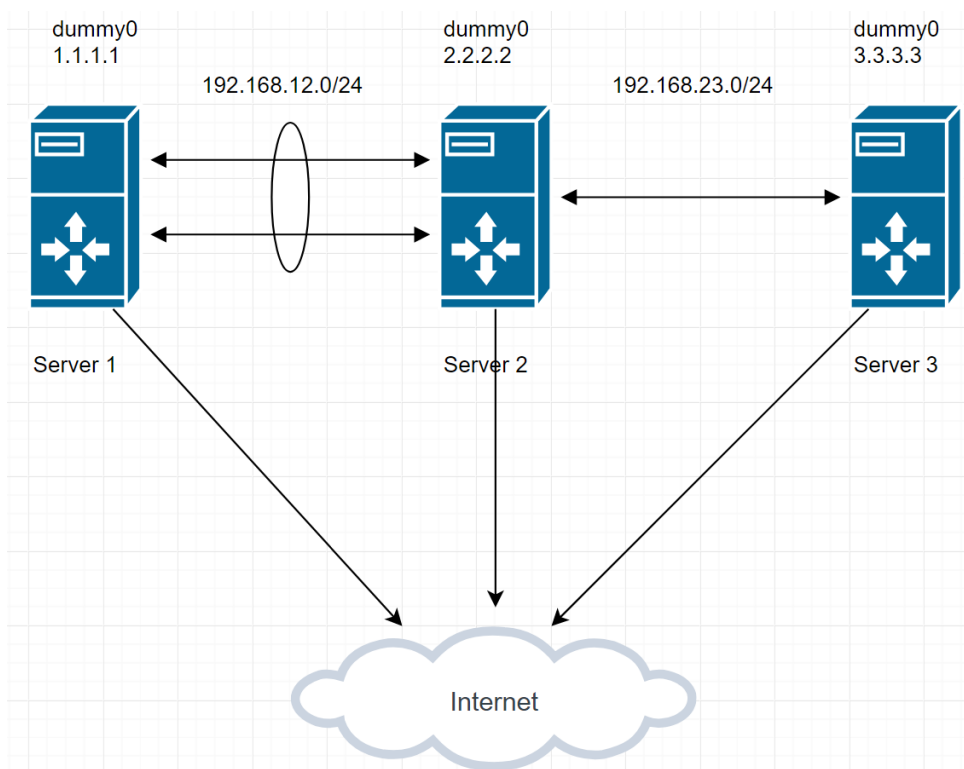 dummy0
1.1.1.1
dummy0
2.2.2.2
dummy0
3.3.3.3
192.168.12.0/24
192.168.23.0/24
Server 1
Server 2
Server 3
Internet